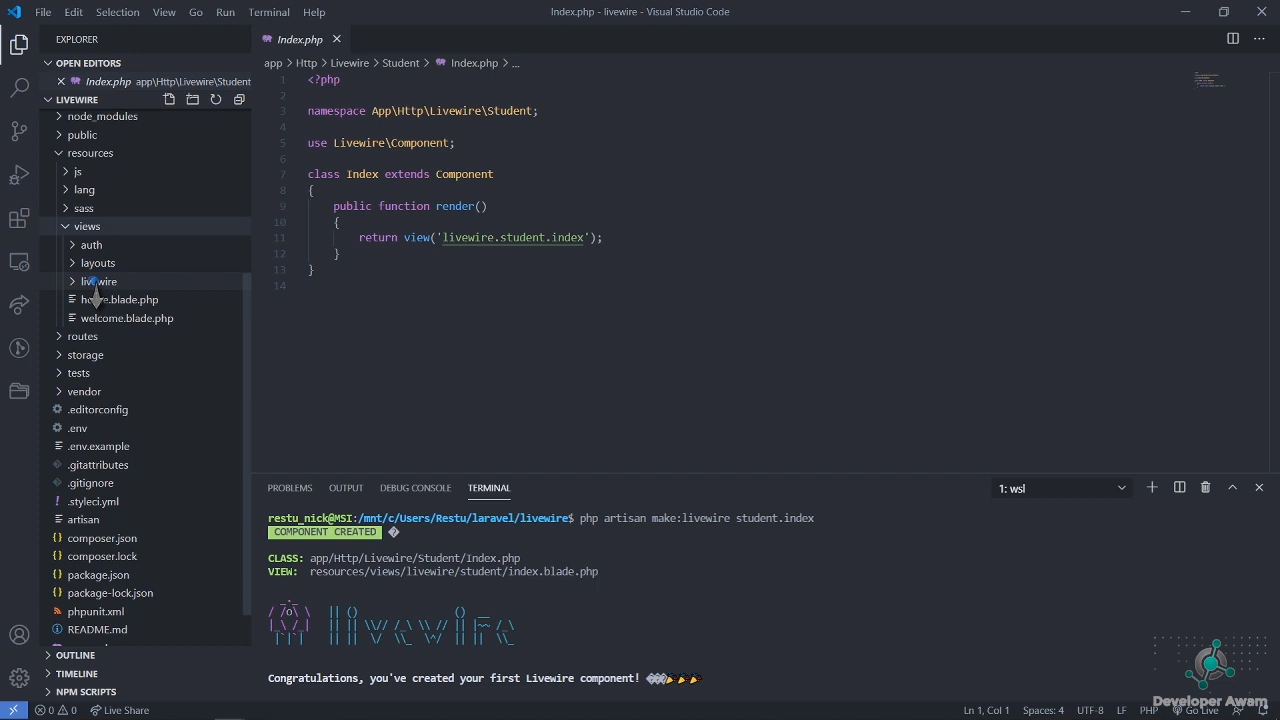 File Edit Selection View Go Run Terminal Help
Index.php - livewire - Visual Studio Code
EXPLORER
OPEN EDITORS
Index.php app\Http\Livewire\Student
LIVEWIRE
node_modules
public
resources
js
lang
sass
views
auth
layouts
livewire
home.blade.php
welcome.blade.php
routes
storage
tests
vendor
.editorconfig
.env
.env.example
.gitattributes
.gitignore
.styleci.yml
artisan
composer.json
composer.lock
package.json
package-lock.json
phpunit.xml
README.md
OUTLINE
TIMELINE
NPM SCRIPTS
Index.php
app > Http > Livewire > Student > Index.php > ...
1 <?php
2
3 namespace App\Http\Livewire\Student;
4
5 use Livewire\Component;
6
7 class Index extends Component
8 {
9 public function render()
10 {
11 return view('livewire.student.index');
12 }
13 }
14
PROBLEMS OUTPUT DEBUG CONSOLE TERMINAL
1: wsl
restu_nick@MSI:/mnt/c/Users/Restu/laravel/livewire$ php artisan make:livewire student.index
COMPONENT CREATED
CLASS: app/Http/Livewire/Student/Index.php
VIEW: resources/views/livewire/student/index.blade.php
Congratulations, you've created your first Livewire component!
Developer Awam
0 0 Live Share
Ln 1, Col 1 Spaces: 4 UTF-8 LF PHP Go Live